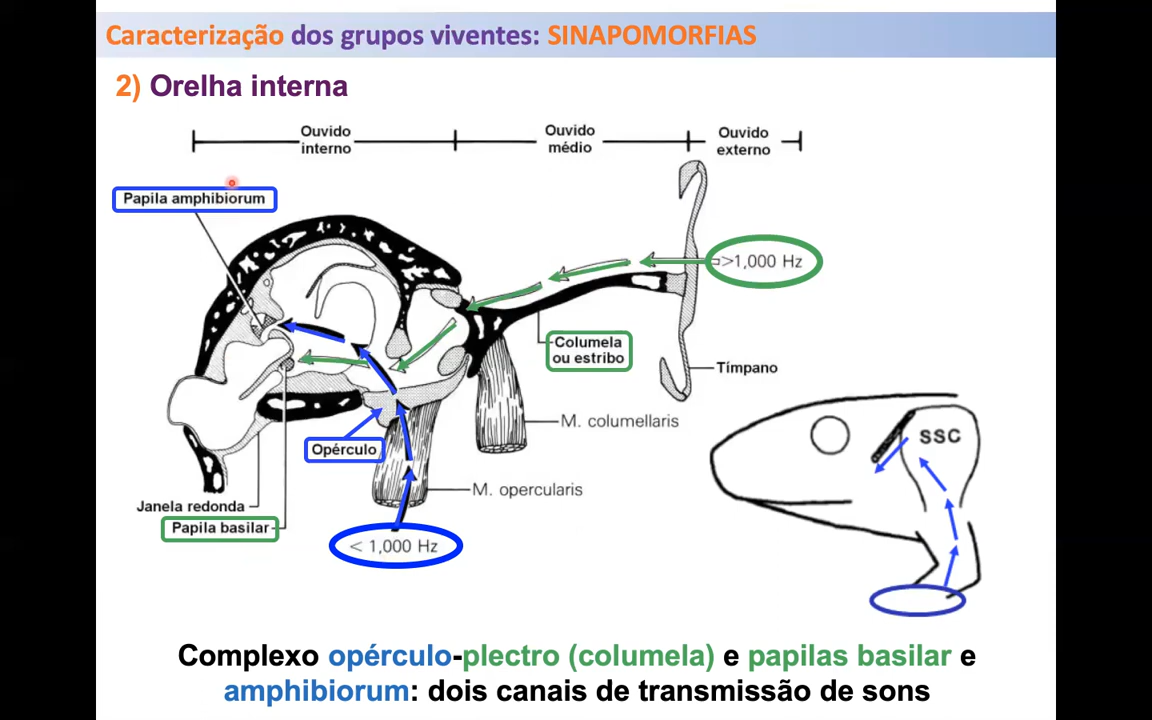 Caracterização dos grupos viventes: SINAPOMORFIAS
2) Orelha interna
Ouvido
interno
Ouvido
médio
Ouvido
externo
Papila amphibiorum
>1,000 Hz
Columela
ou estribo
Tímpano
M. columellaris
SSC
Opérculo
M. opercularis
Janela redonda
Papila basilar
< 1,000 Hz
Complexo opérculo-plectro (columela) e papilas basilar e
amphibiorum: dois canais de transmissão de sons